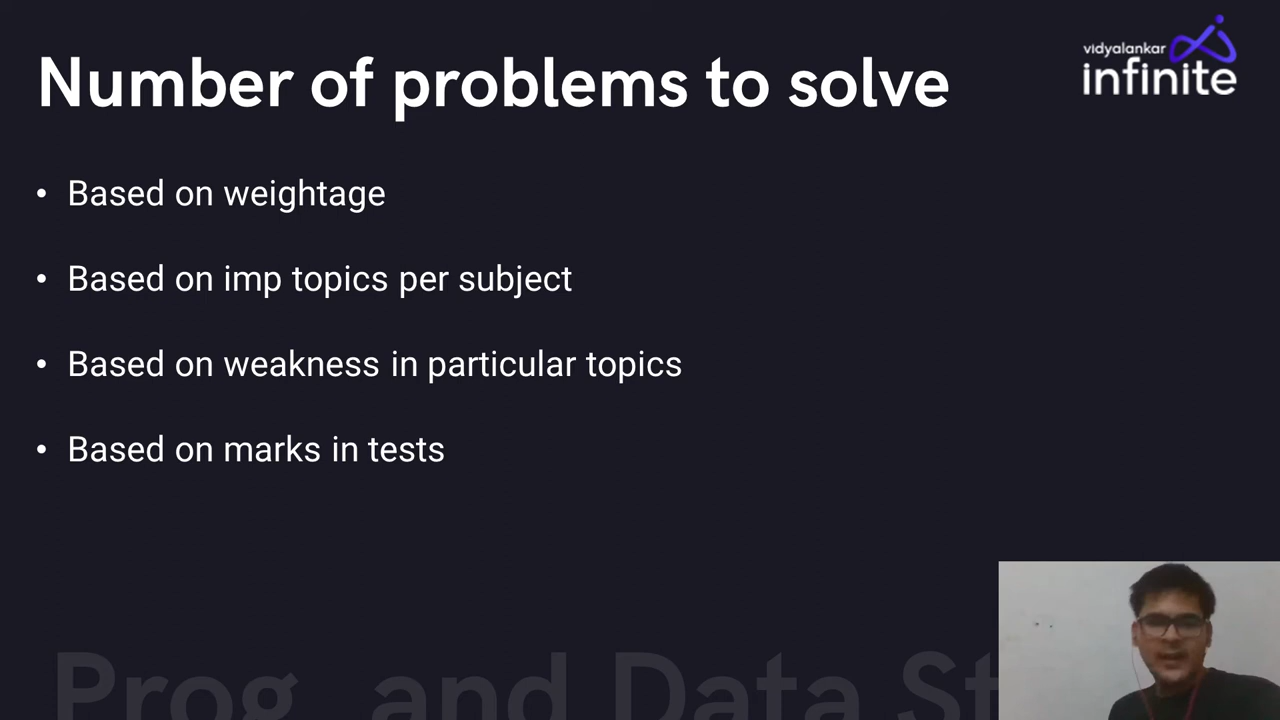 Number of problems to solve
vidyalankar
infinite
• Based on weightage
• Based on imp topics per subject
• Based on weakness in particular topics
• Based on marks in tests
Prog. and Data St